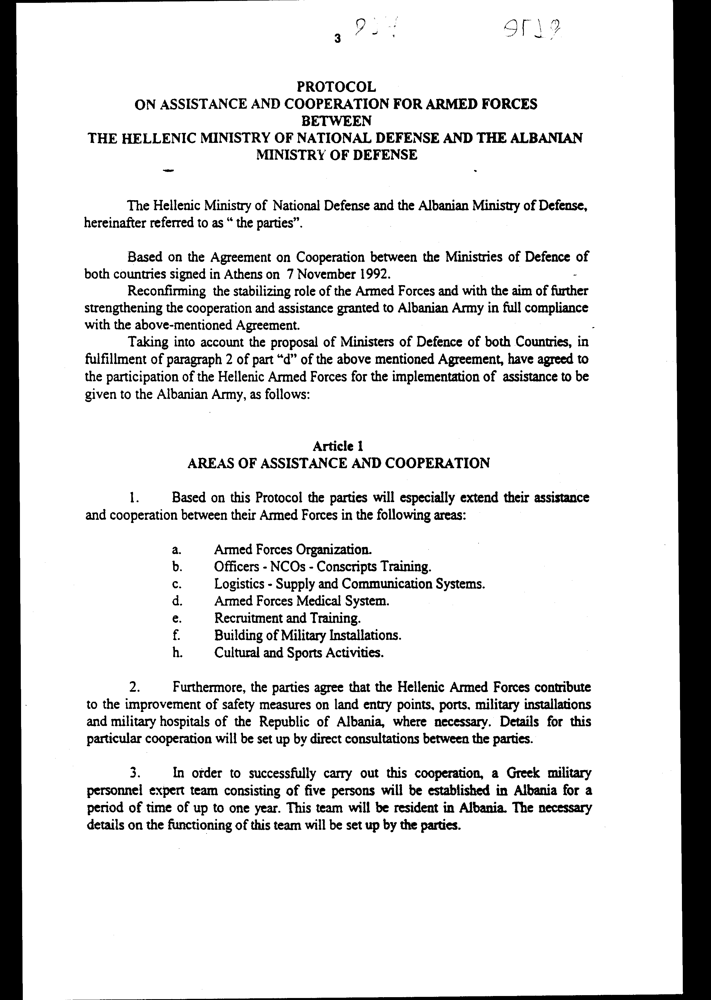 3
PROTOCOL
ON ASSISTANCE AND COOPERATION FOR ARMED FORCES
BETWEEN
THE HELLENIC MINISTRY OF NATIONAL DEFENSE AND THE ALBANIAN
MINISTRY OF DEFENSE
The Hellenic Ministry of National Defense and the Albanian Ministry of Defense,
hereinafter referred to as “ the parties”.
Based on the Agreement on Cooperation between the Ministries of Defence of
both countries signed in Athens on 7 November 1992.
Reconfirming the stabilizing role of the Armed Forces and with the aim of further
strengthening the cooperation and assistance granted to Albanian Army in full compliance
with the above-mentioned Agreement.
Taking into account the proposal of Ministers of Defence of both Countries, in
fulfillment of paragraph 2 of part “d” of the above mentioned Agreement, have agreed to
the participation of the Hellenic Armed Forces for the implementation of assistance to be
given to the Albanian Army, as follows:
Article 1
AREAS OF ASSISTANCE AND COOPERATION
1. Based on this Protocol the parties will especially extend their assistance
and cooperation between their Armed Forces in the following areas:
a. Armed Forces Organization.
b. Officers - NCOs - Conscripts Training.
c. Logistics - Supply and Communication Systems.
d. Armed Forces Medical System.
e. Recruitment and Training.
f. Building of Military Installations.
h. Cultural and Sports Activities.
2. Furthermore, the parties agree that the Hellenic Armed Forces contribute
to the improvement of safety measures on land entry points, ports, military installations
and military hospitals of the Republic of Albania, where necessary. Details for this
particular cooperation will be set up by direct consultations between the parties.
3. In order to successfully carry out this cooperation, a Greek military
personnel expert team consisting of five persons will be established in Albania for a
period of time of up to one year. This team will be resident in Albania. The necessary
details on the functioning of this team will be set up by the parties.